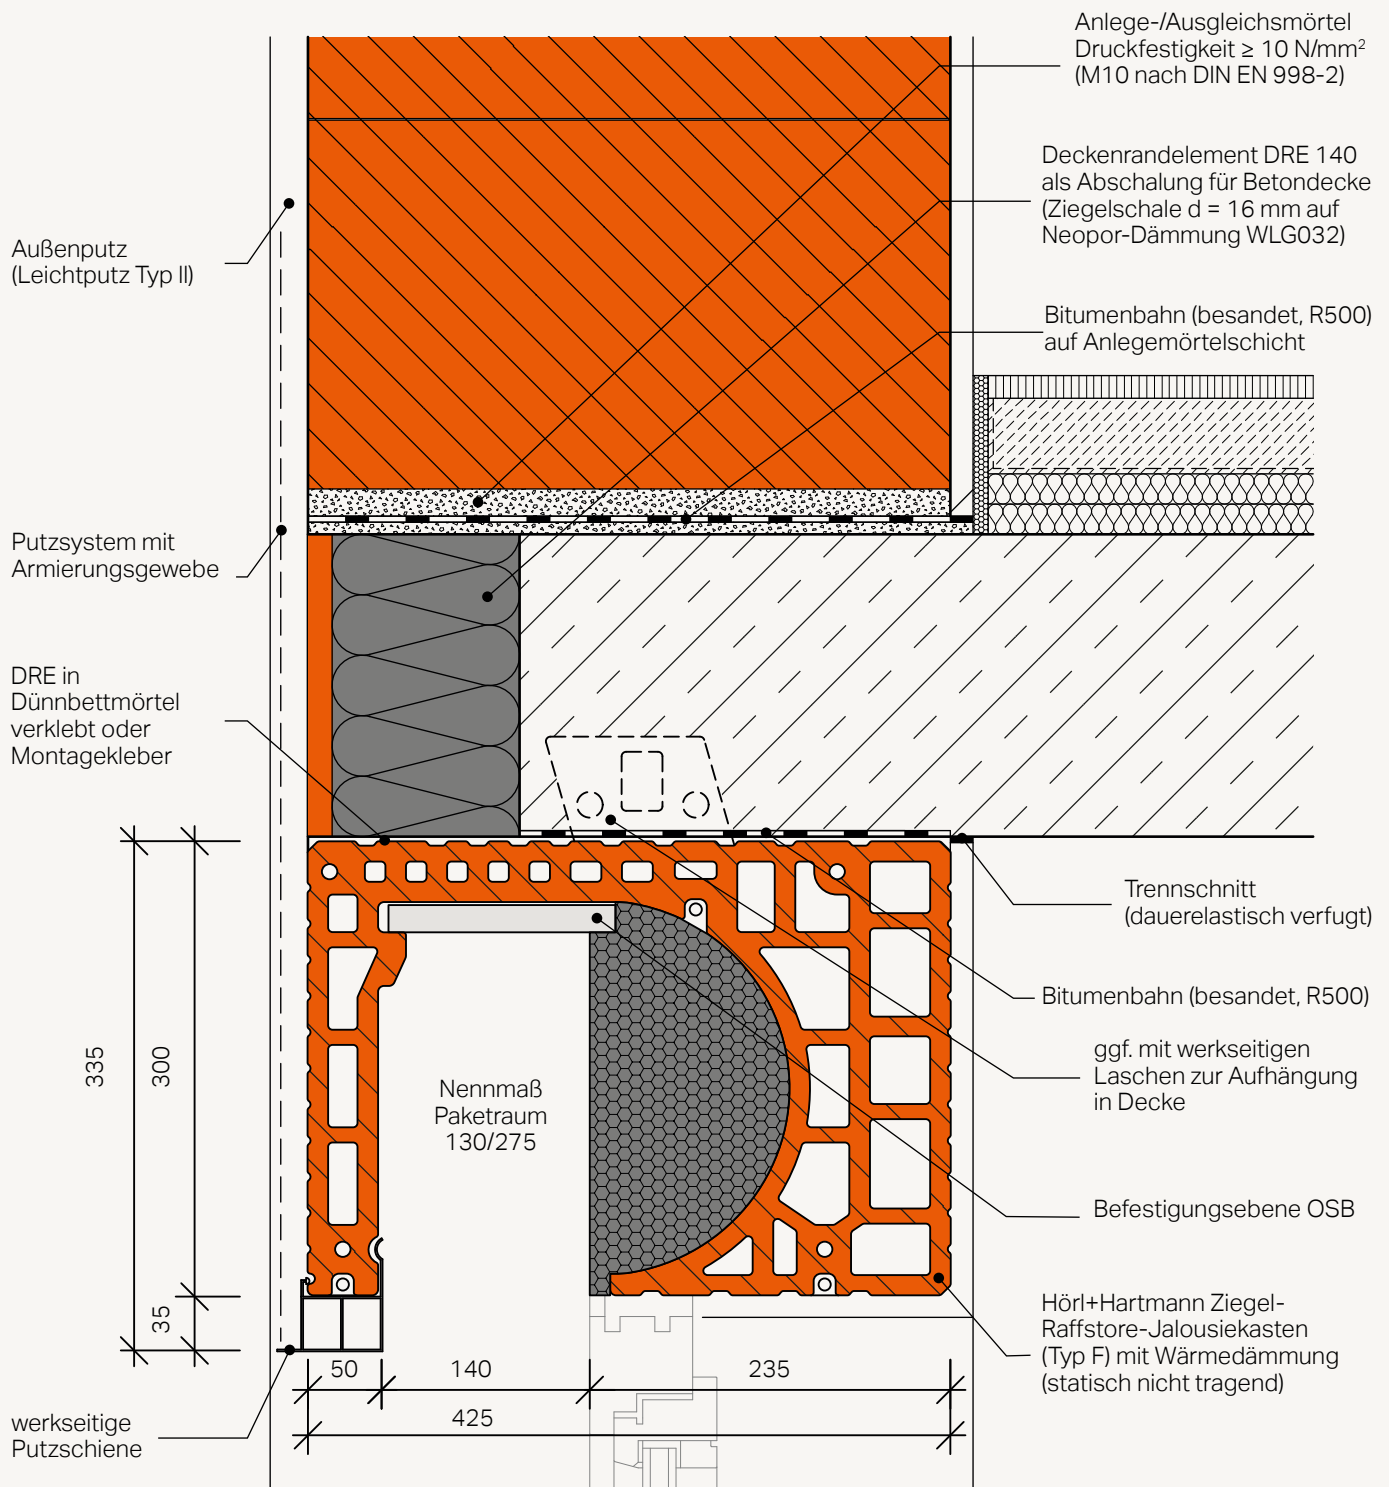 Anlege-/Ausgleichsmörtel
Druckfestigkeit ≥ 10 N/mm²
(M10 nach DIN EN 998-2)
Deckenrandelement DRE 140
als Abschalung für Betondecke
(Ziegelschale d = 16 mm auf
Neopor-Dämmung WLG032)
Außenputz
(Leichtputz Typ II)
Bitumenbahn (besandet, R500)
auf Anlegemörtelschicht
Putzsystem mit
Armierungsgewebe
DRE in
Dünnbettmörtel
verklebt oder
Montagekleber
Trennschnitt
(dauerelastisch verfugt)
Bitumenbahn (besandet, R500)
ggf. mit werkseitigen
Laschen zur Aufhängung
in Decke
335
300
Nennmaß
Paketraum
130/275
Befestigungsebene OSB
35
Hörl+Hartmann Ziegel-
Raffstore-Jalousiekasten
(Typ F) mit Wärmedämmung
(statisch nicht tragend)
50
140
235
425
werkseitige
Putzschiene